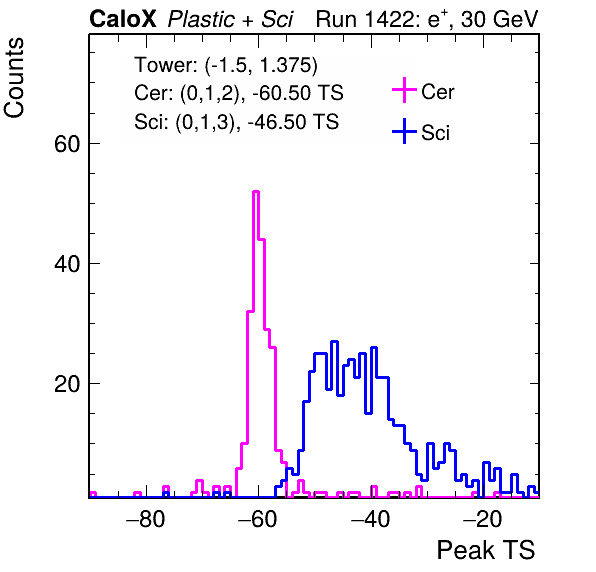 CaloX Plastic + Sci Run 1422: e+, 30 GeV
Counts
Tower: (-1.5, 1.375)
Cer: (0,1,2), -60.50 TS
Sci: (0,1,3), -46.50 TS
Cer
Sci
60
40
20
−80 −60 −40 −20
Peak TS